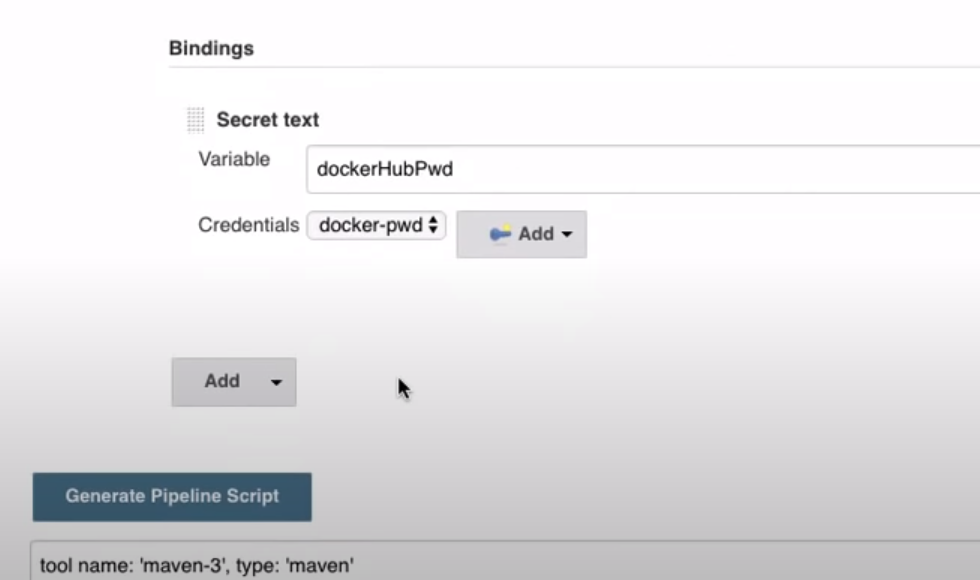 Bindings
Secret text
Variable
dockerHubPwd
Credentials docker-pwd Add
Add
Generate Pipeline Script
tool name: 'maven-3', type: 'maven'